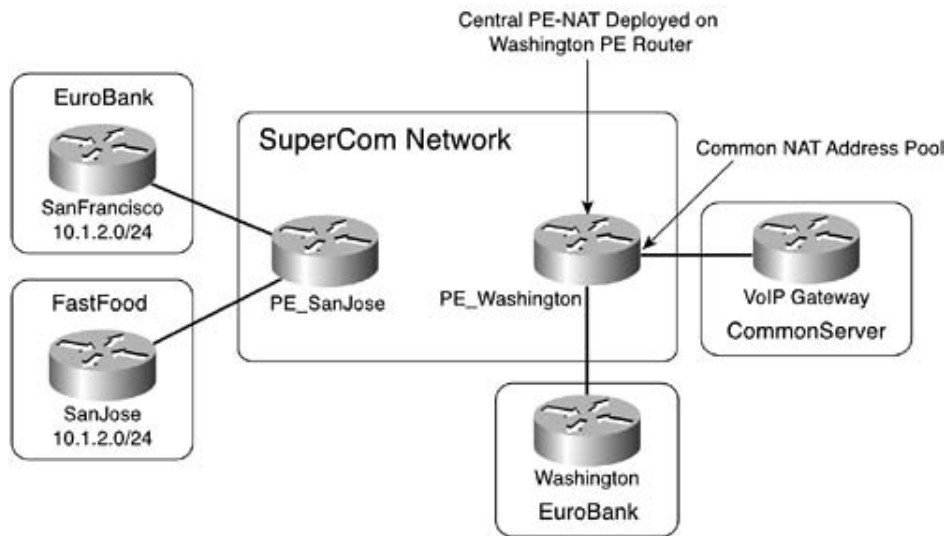 Central PE-NAT Deployed on
Washington PE Router
EuroBank
SanFrancisco
10.1.2.0/24
SuperCom Network
Common NAT Address Pool
FastFood
SanJose
10.1.2.0/24
PE_SanJose
PE_Washington
VoIP Gateway
CommonServer
Washington
EuroBank